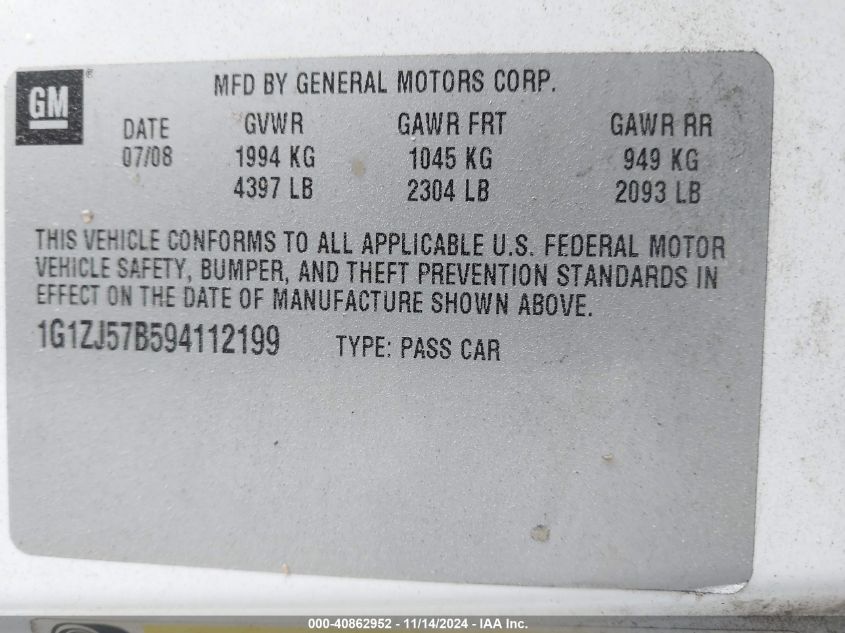 GM®
MFD BY GENERAL MOTORS CORP.
DATE GVWR GAWR FRT GAWR RR
07/08 1994 KG 1045 KG 949 KG
4397 LB 2304 LB 2093 LB
THIS VEHICLE CONFORMS TO ALL APPLICABLE U.S. FEDERAL MOTOR
VEHICLE SAFETY, BUMPER, AND THEFT PREVENTION STANDARDS IN
EFFECT ON THE DATE OF MANUFACTURE SHOWN ABOVE.
1G1ZJ57B594112199 TYPE: PASS CAR
000-40862952 - 11/14/2024 - IAA Inc.